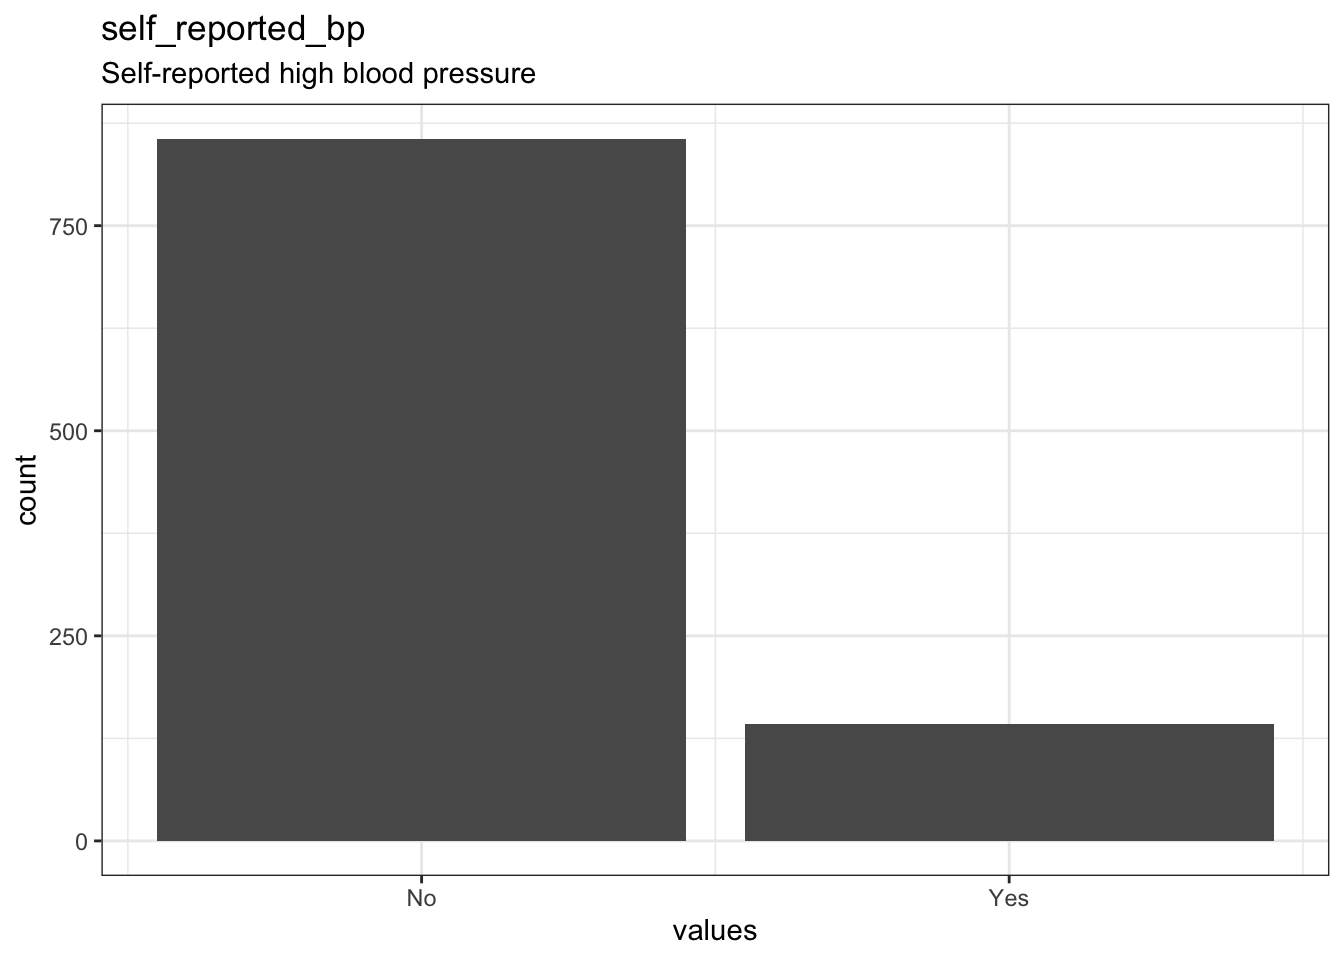 self_reported_bp
Self-reported high blood pressure
750
500
250
0
count
No
Yes
values